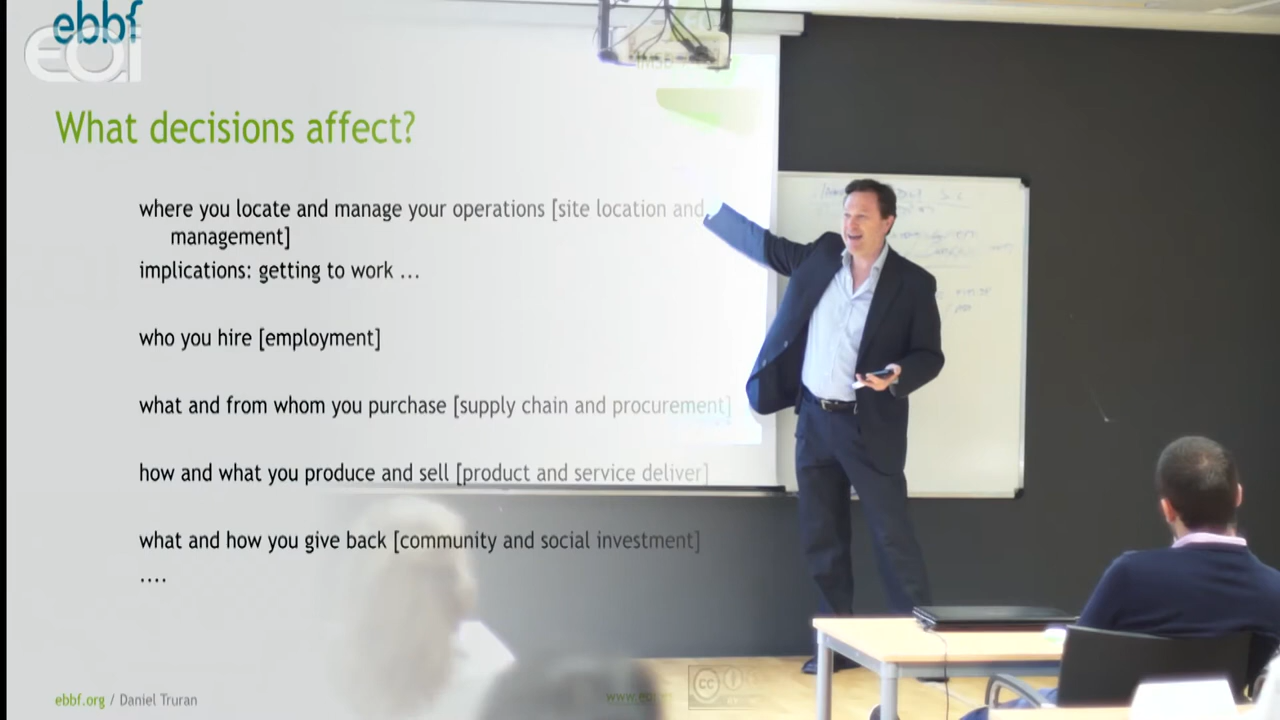 ebbf
eoi
What decisions affect?
where you locate and manage your operations [site location and
management]
implications: getting to work ...
who you hire [employment]
what and from whom you purchase [supply chain and procurement]
how and what you produce and sell [product and service deliver]
what and how you give back [community and social investment]
....
ebbf.org / Daniel Truran
cc